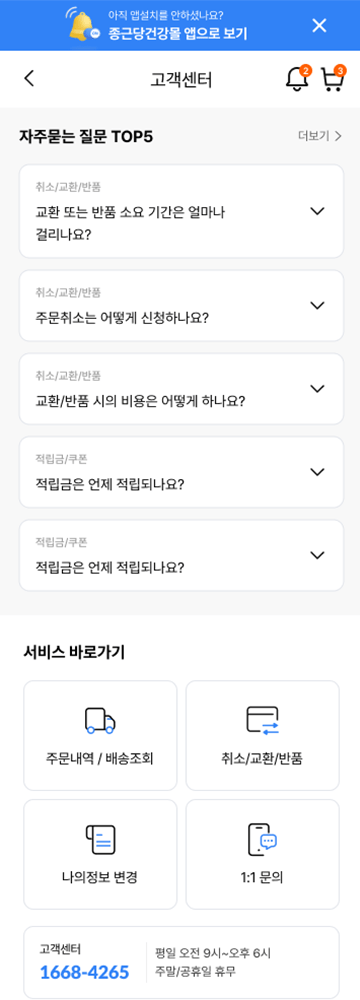 아직 앱설치를 안하셨나요?
종근당건강몰 앱으로 보기
고객센터
2
3
자주묻는 질문 TOP5
더보기
취소/교환/반품
교환 또는 반품 소요 기간은 얼마나
걸리나요?
취소/교환/반품
주문취소는 어떻게 신청하나요?
취소/교환/반품
교환/반품 시의 비용은 어떻게 하나요?
적립금/쿠폰
적립금은 언제 적립되나요?
적립금/쿠폰
적립금은 언제 적립되나요?
서비스 바로가기
주문내역 / 배송조회
취소/교환/반품
나의정보 변경
1:1 문의
고객센터
1668-4265
평일 오전 9시~오후 6시
주말/공휴일 휴무